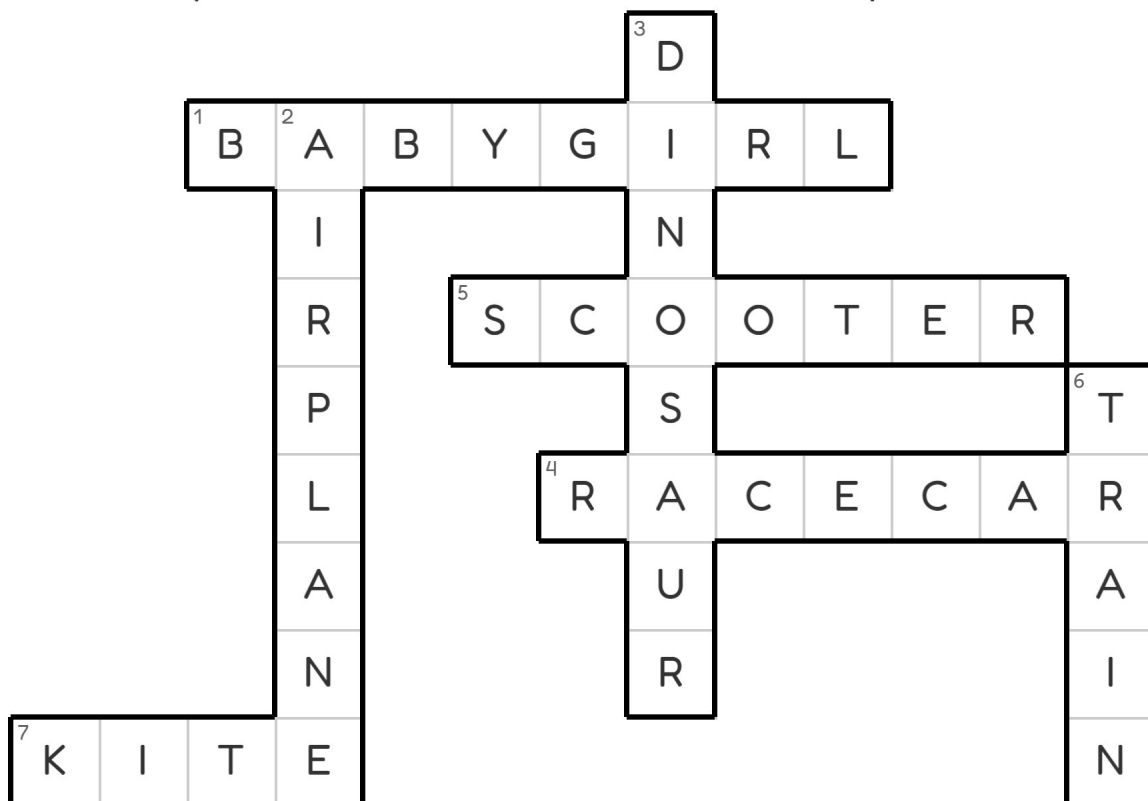 3 D
1 B 2 A B Y G I R L
I N
R 5 S C O O T E R
P S 6 T
L 4 R A C E C A R
A U A
N R I
7 K I T E N